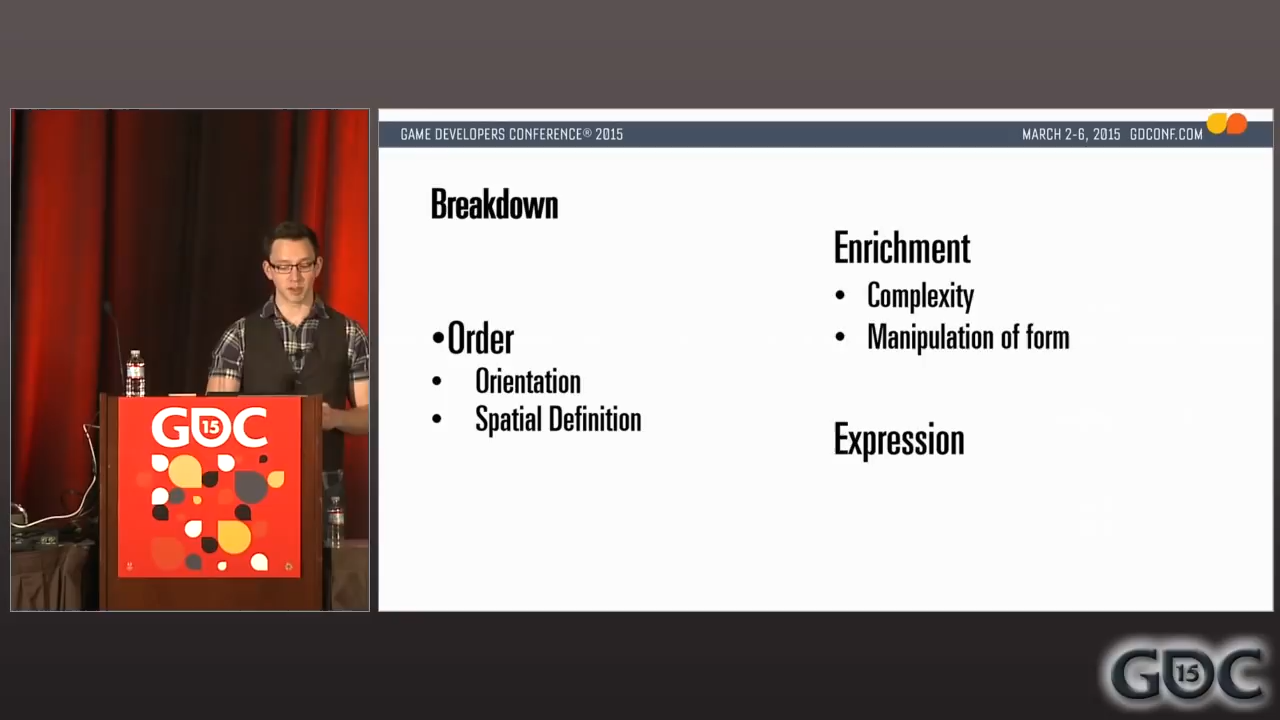 GAME DEVELOPERS CONFERENCE® 2015
MARCH 2-6, 2015 GDCONF.COM
Breakdown
•Order
• Orientation
• Spatial Definition
Enrichment
• Complexity
• Manipulation of form
Expression
GDC
15
GDC
15